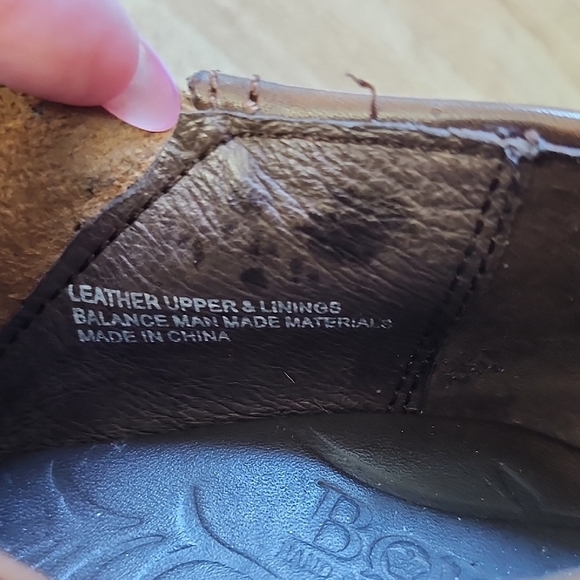 LEATHER UPPER & LININGS
BALANCE MAN MADE MATERIALS
MADE IN CHINA